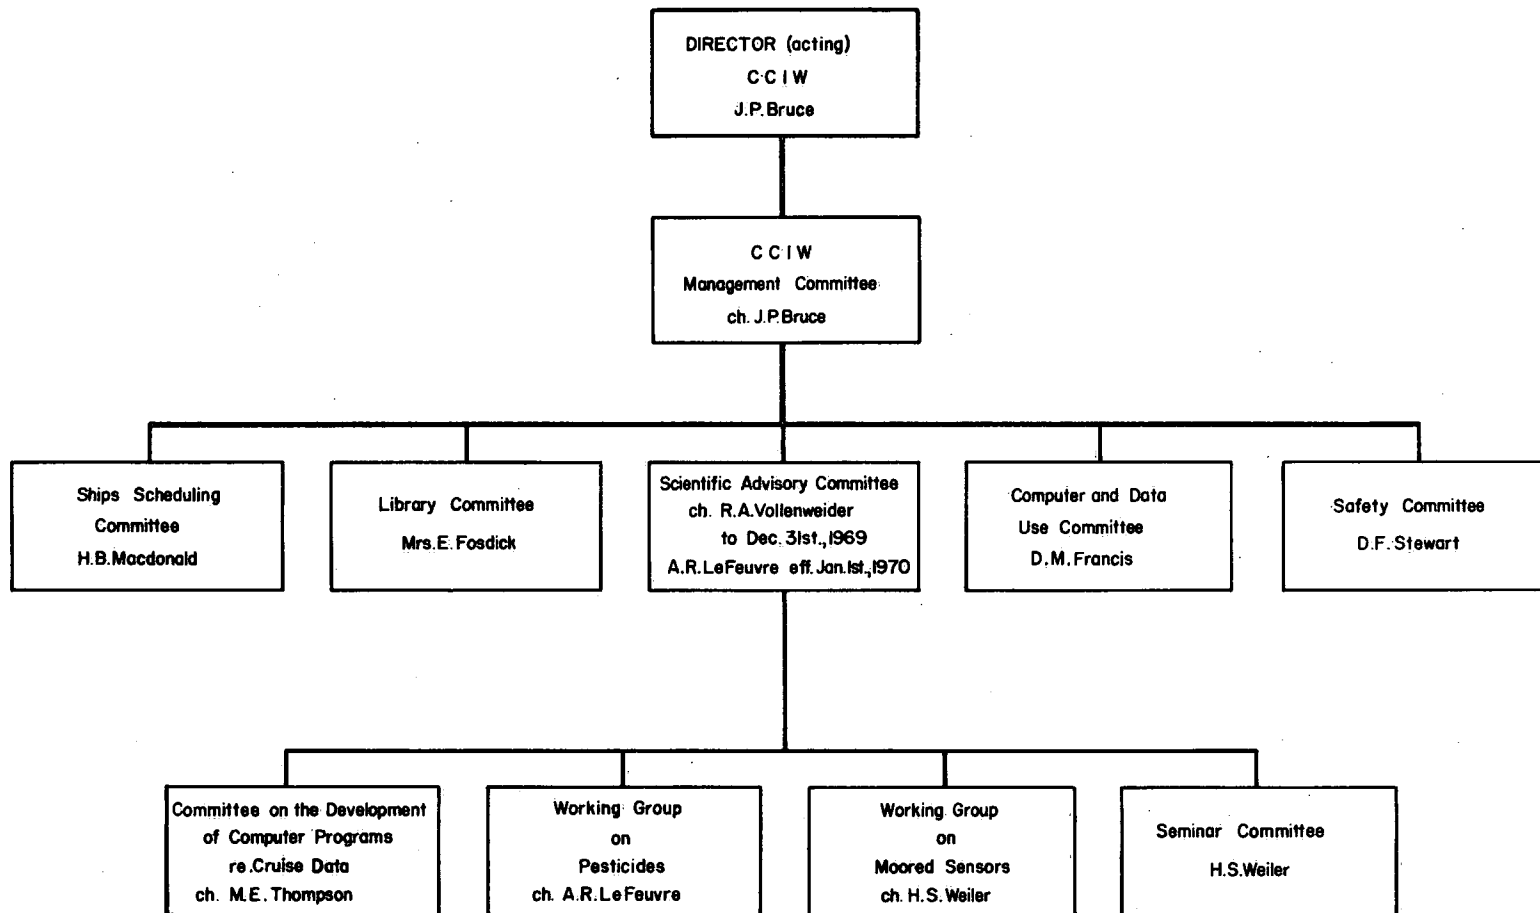 DIRECTOR (acting)
C C I W
J.P. Bruce
C C I W
Management Committee
ch. J.P. Bruce
Ships Scheduling
Committee
H.B. Macdonald
Library Committee
Mrs. E. Fosdick
Scientific Advisory Committee
ch. R.A. Vollenweider
to Dec. 31st., 1969
A.R. LeFeuvre eff. Jan. 1st., 1970
Computer and Data
Use Committee
D.M. Francis
Safety Committee
D.F. Stewart
Committee on the Development
of Computer Programs
re. Cruise Data
ch. M.E. Thompson
Working Group
on
Pesticides
ch. A.R. LeFeuvre
Working Group
on
Moored Sensors
ch. H.S. Weiler
Seminar Committee
H.S. Weiler